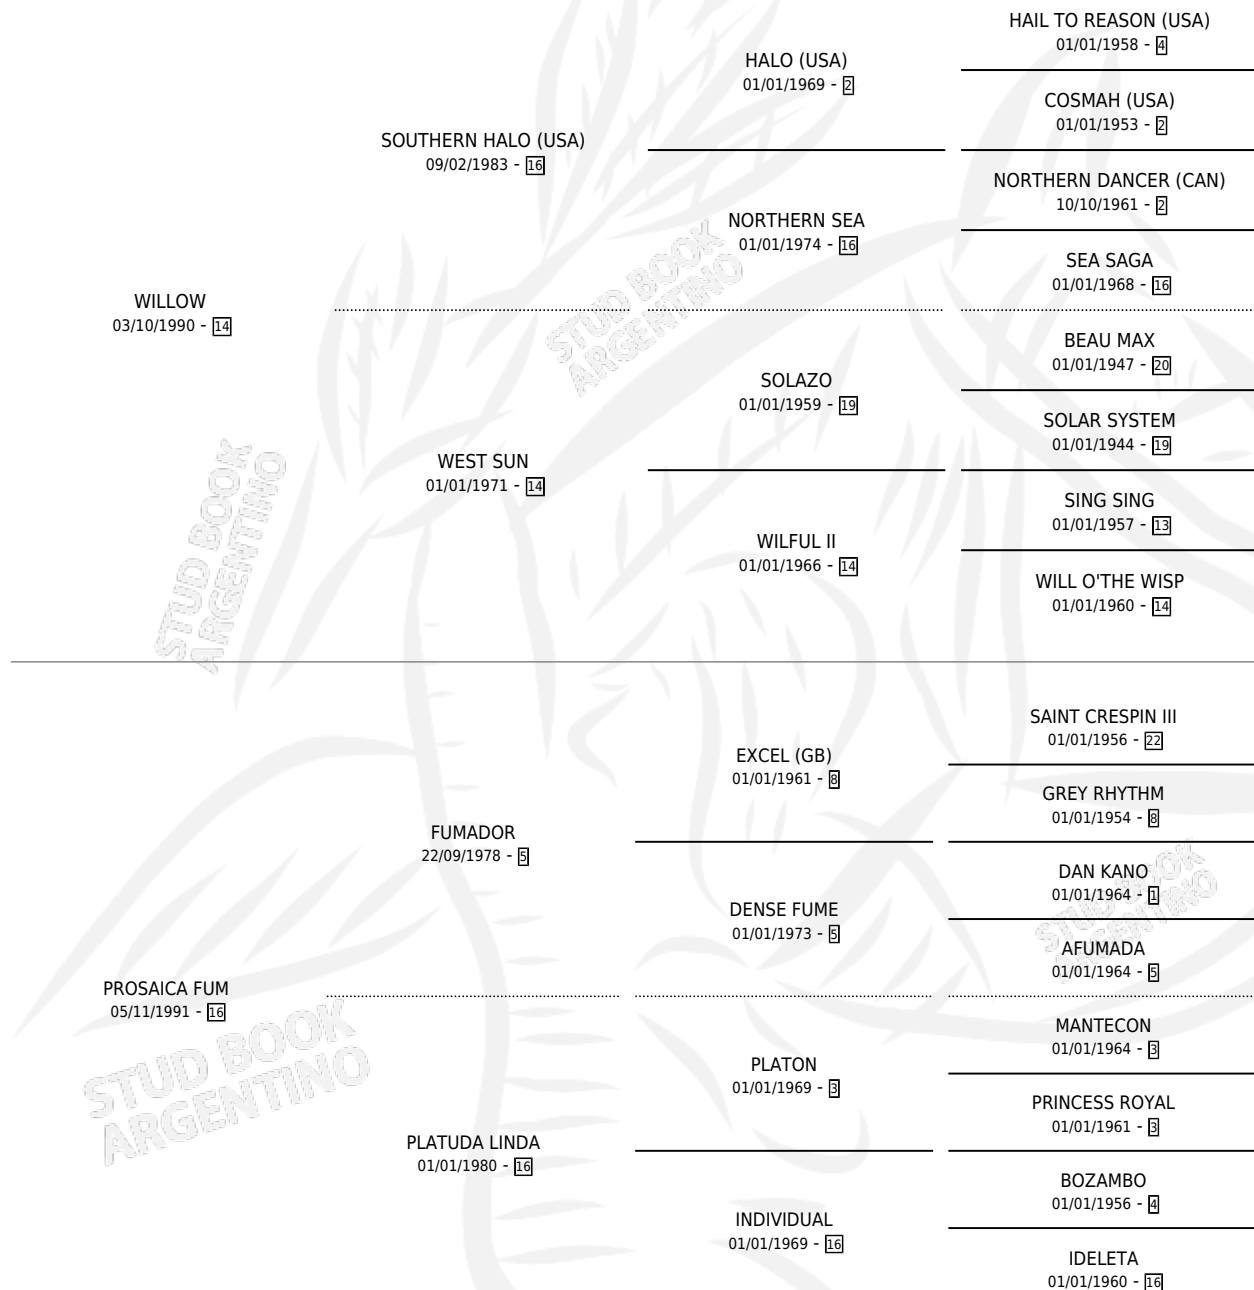 HAIL TO REASON (USA)
01/01/1958 - 4
HALO (USA)
01/01/1969 - 2
COSMAH (USA)
01/01/1953 - 2
SOUTHERN HALO (USA)
09/02/1983 - 16
NORTHERN DANCER (CAN)
10/10/1961 - 2
NORTHERN SEA
01/01/1974 - 16
SEA SAGA
01/01/1968 - 16
WILLOW
03/10/1990 - 14
BEAU MAX
01/01/1947 - 20
SOLAZO
01/01/1959 - 19
SOLAR SYSTEM
01/01/1944 - 19
WEST SUN
01/01/1971 - 14
SING SING
01/01/1957 - 13
WILFUL II
01/01/1966 - 14
WILL O'THE WISP
01/01/1960 - 14
SAINT CRESPIN III
01/01/1956 - 22
EXCEL (GB)
01/01/1961 - 8
GREY RHYTHM
01/01/1954 - 8
FUMADOR
22/09/1978 - 5
DAN KANO
01/01/1964 - 1
DENSE FUME
01/01/1973 - 5
AFUMADA
01/01/1964 - 5
PROSAICA FUM
05/11/1991 - 16
MANTECON
01/01/1964 - 3
PLATON
01/01/1969 - 3
PRINCESS ROYAL
01/01/1961 - 3
PLATUDA LINDA
01/01/1980 - 16
BOZAMBO
01/01/1956 - 4
INDIVIDUAL
01/01/1969 - 16
IDELETA
01/01/1960 - 16
STUD BOOK
ARGENTINO
STUD BOOK
ARGENTINO
STUD BOOK
ARGENTINO
STUD BOOK
ARGENTINO